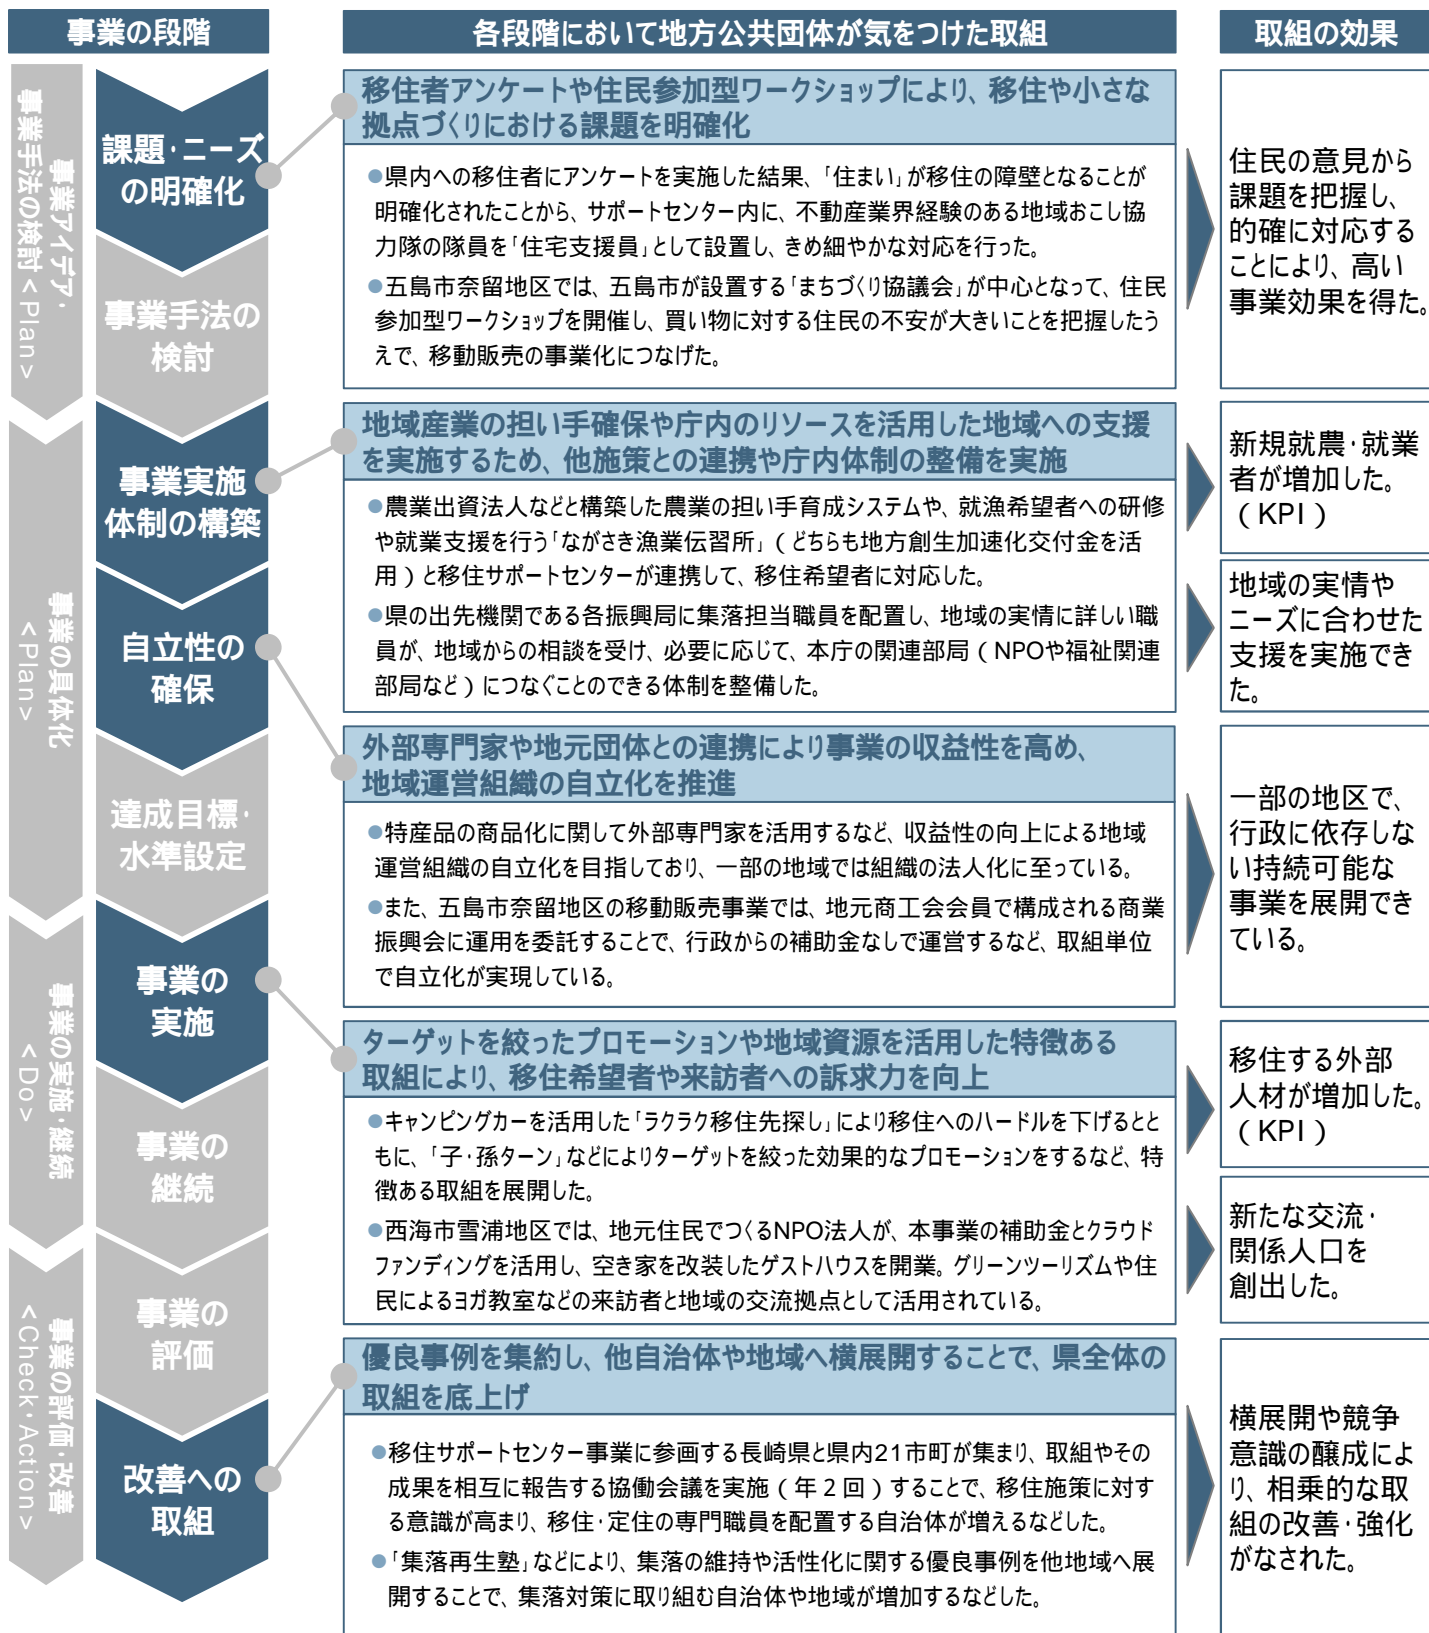 事業の段階
各段階において地方公共団体が気をつけた取組
取組の効果
事業アイデア・
事業手法の検討<Plan>
課題・ニーズ
の明確化
事業手法の
検討
移住者アンケートや住民参加型ワークショップにより、移住や小さな
拠点づくりにおける課題を明確化
●県内への移住者にアンケートを実施した結果、「住まい」が移住の障壁となることが
明確化されたことから、サポートセンター内に、不動産業界経験のある地域おこし協
力隊の隊員を「住宅支援員」として設置し、きめ細やかな対応を行った。
●五島市奈留地区では、五島市が設置する「まちづくり協議会」が中心となって、住民
参加型ワークショップを開催し、買い物に対する住民の不安が大きいことを把握したう
えで、移動販売の事業化につなげた。
住民の意見から
課題を把握し、
的確に対応する
ことにより、高い
事業効果を得た。
事業の具体化
<Plan>
事業実施
体制の構築
自立性の
確保
達成目標・
水準設定
地域産業の担い手確保や庁内のリソースを活用した地域への支援
を実施するため、他施策との連携や庁内体制の整備を実施
●農業出資法人などと構築した農業の担い手育成システムや、就漁希望者への研修
や就業支援を行う「ながさき漁業伝習所」（どちらも地方創生加速化交付金を活
用）と移住サポートセンターが連携して、移住希望者に対応した。
●県の出先機関である各振興局に集落担当職員を配置し、地域の実情に詳しい職
員が、地域からの相談を受け、必要に応じて、本庁の関連部局（NPOや福祉関連
部局など）につなぐことのできる体制を整備した。
新規就農・就業
者が増加した。
（KPI）
地域の実情や
ニーズに合わせた
支援を実施でき
た。
外部専門家や地元団体との連携により事業の収益性を高め、
地域運営組織の自立化を推進
●特産品の商品化に関して外部専門家を活用するなど、収益性の向上による地域
運営組織の自立化を目指しており、一部の地域では組織の法人化に至っている。
●また、五島市奈留地区の移動販売事業では、地元商工会会員で構成される商業
振興会に運用を委託することで、行政からの補助金なしで運営するなど、取組単位
で自立化が実現している。
一部の地区で、
行政に依存しな
い持続可能な
事業を展開でき
ている。
事業の実施・継続
<Do>
事業の
実施
事業の
継続
ターゲットを絞ったプロモーションや地域資源を活用した特徴ある
取組により、移住希望者や来訪者への訴求力を向上
●キャンピングカーを活用した「ラクラク移住先探し」により移住へのハードルを下げるとと
もに、「子・孫ターン」などによりターゲットを絞った効果的なプロモーションをするなど、特
徴ある取組を展開した。
●西海市雪浦地区では、地元住民でつくるNPO法人が、本事業の補助金とクラウド
ファンディングを活用し、空き家を改装したゲストハウスを開業。グリーンツーリズムや住
民によるヨガ教室などの来訪者と地域の交流拠点として活用されている。
移住する外部
人材が増加した。
（KPI）
新たな交流・
関係人口を
創出した。
事業の評価・改善
<Check・Action>
事業の
評価
改善への
取組
優良事例を集約し、他自治体や地域へ横展開することで、県全体の
取組を底上げ
●移住サポートセンター事業に参画する長崎県と県内21市町が集まり、取組やその
成果を相互に報告する協働会議を実施（年２回）することで、移住施策に対す
る意識が高まり、移住・定住の専門職員を配置する自治体が増えるなどした。
●「集落再生塾」などにより、集落の維持や活性化に関する優良事例を他地域へ展
開することで、集落対策に取り組む自治体や地域が増加するなどした。
横展開や競争
意識の醸成によ
り、相乗的な取
組の改善・強化
がなされた。